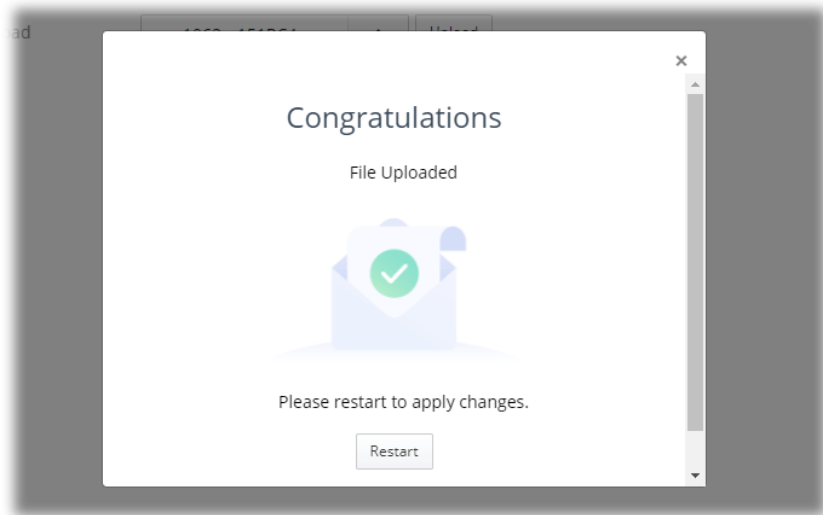 ×
Congratulations
File Uploaded
Please restart to apply changes.
Restart